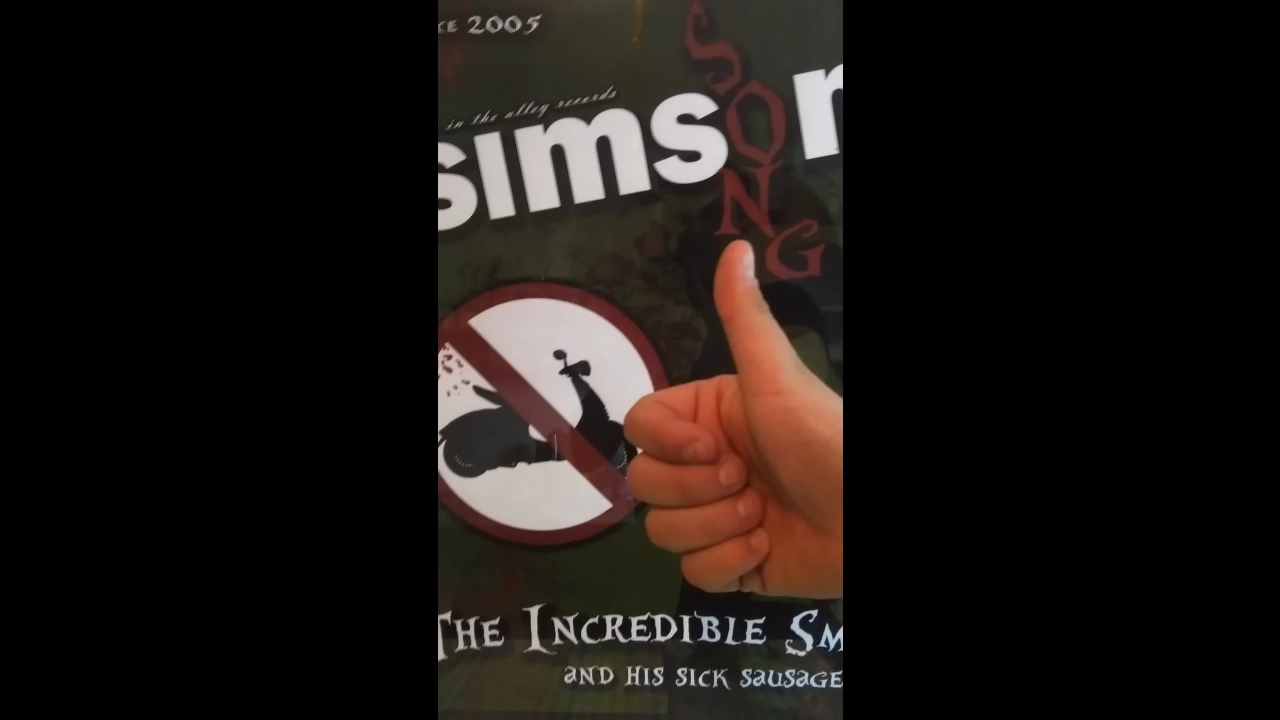 CE 2005
in the alley records
sims n
SONG
THE INCREDIBLE SM
AND HIS SICK SAUSAGE